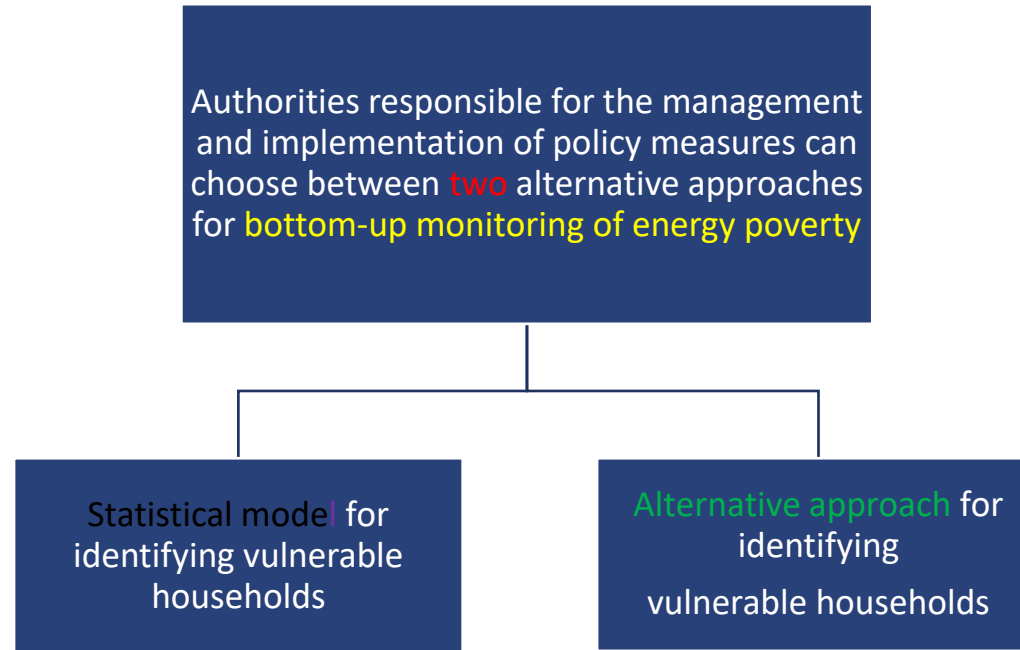 Authorities responsible for the management
and implementation of policy measures can
choose between two alternative approaches
for bottom-up monitoring of energy poverty
Statistical model for
identifying vulnerable
households
Alternative approach for
identifying
vulnerable households